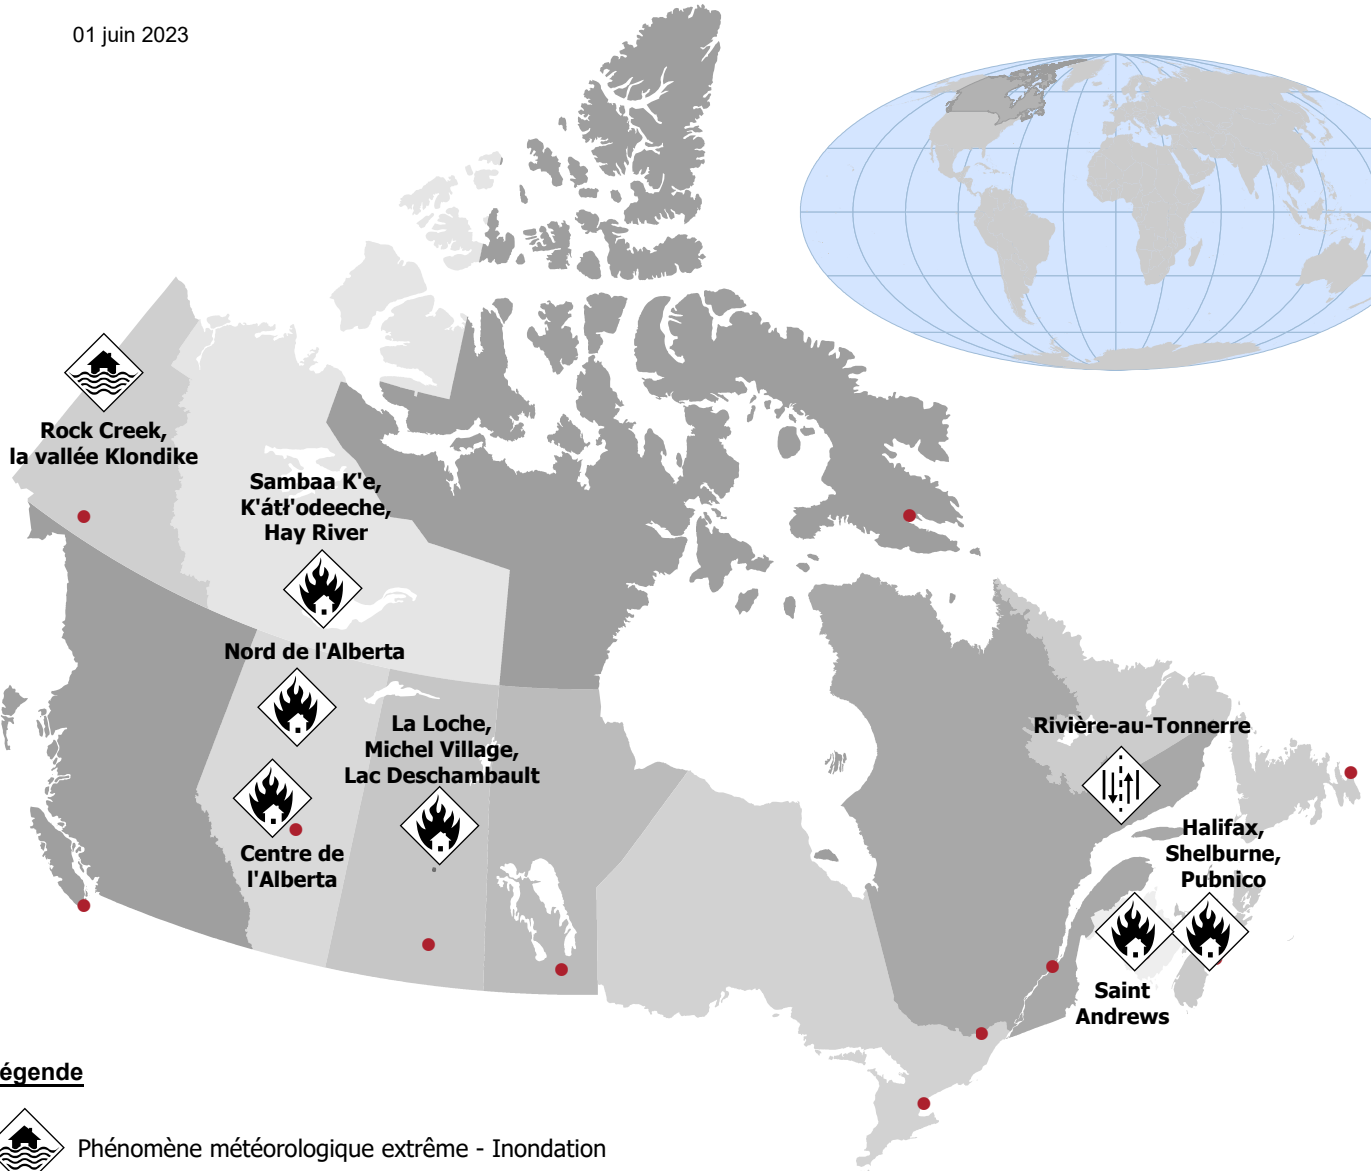 01 juin 2023
Rock Creek,
la vallée Klondike
Sambaa K'e,
K'átł'odeeche,
Hay River
Nord de l'Alberta
La Loche,
Michel Village,
Lac Deschambault
Centre de
l'Alberta
Rivière-au-Tonnerre
Halifax,
Shelburne,
Pubnico
Saint
Andrews
égende
Phénomène météorologique extrême - Inondation